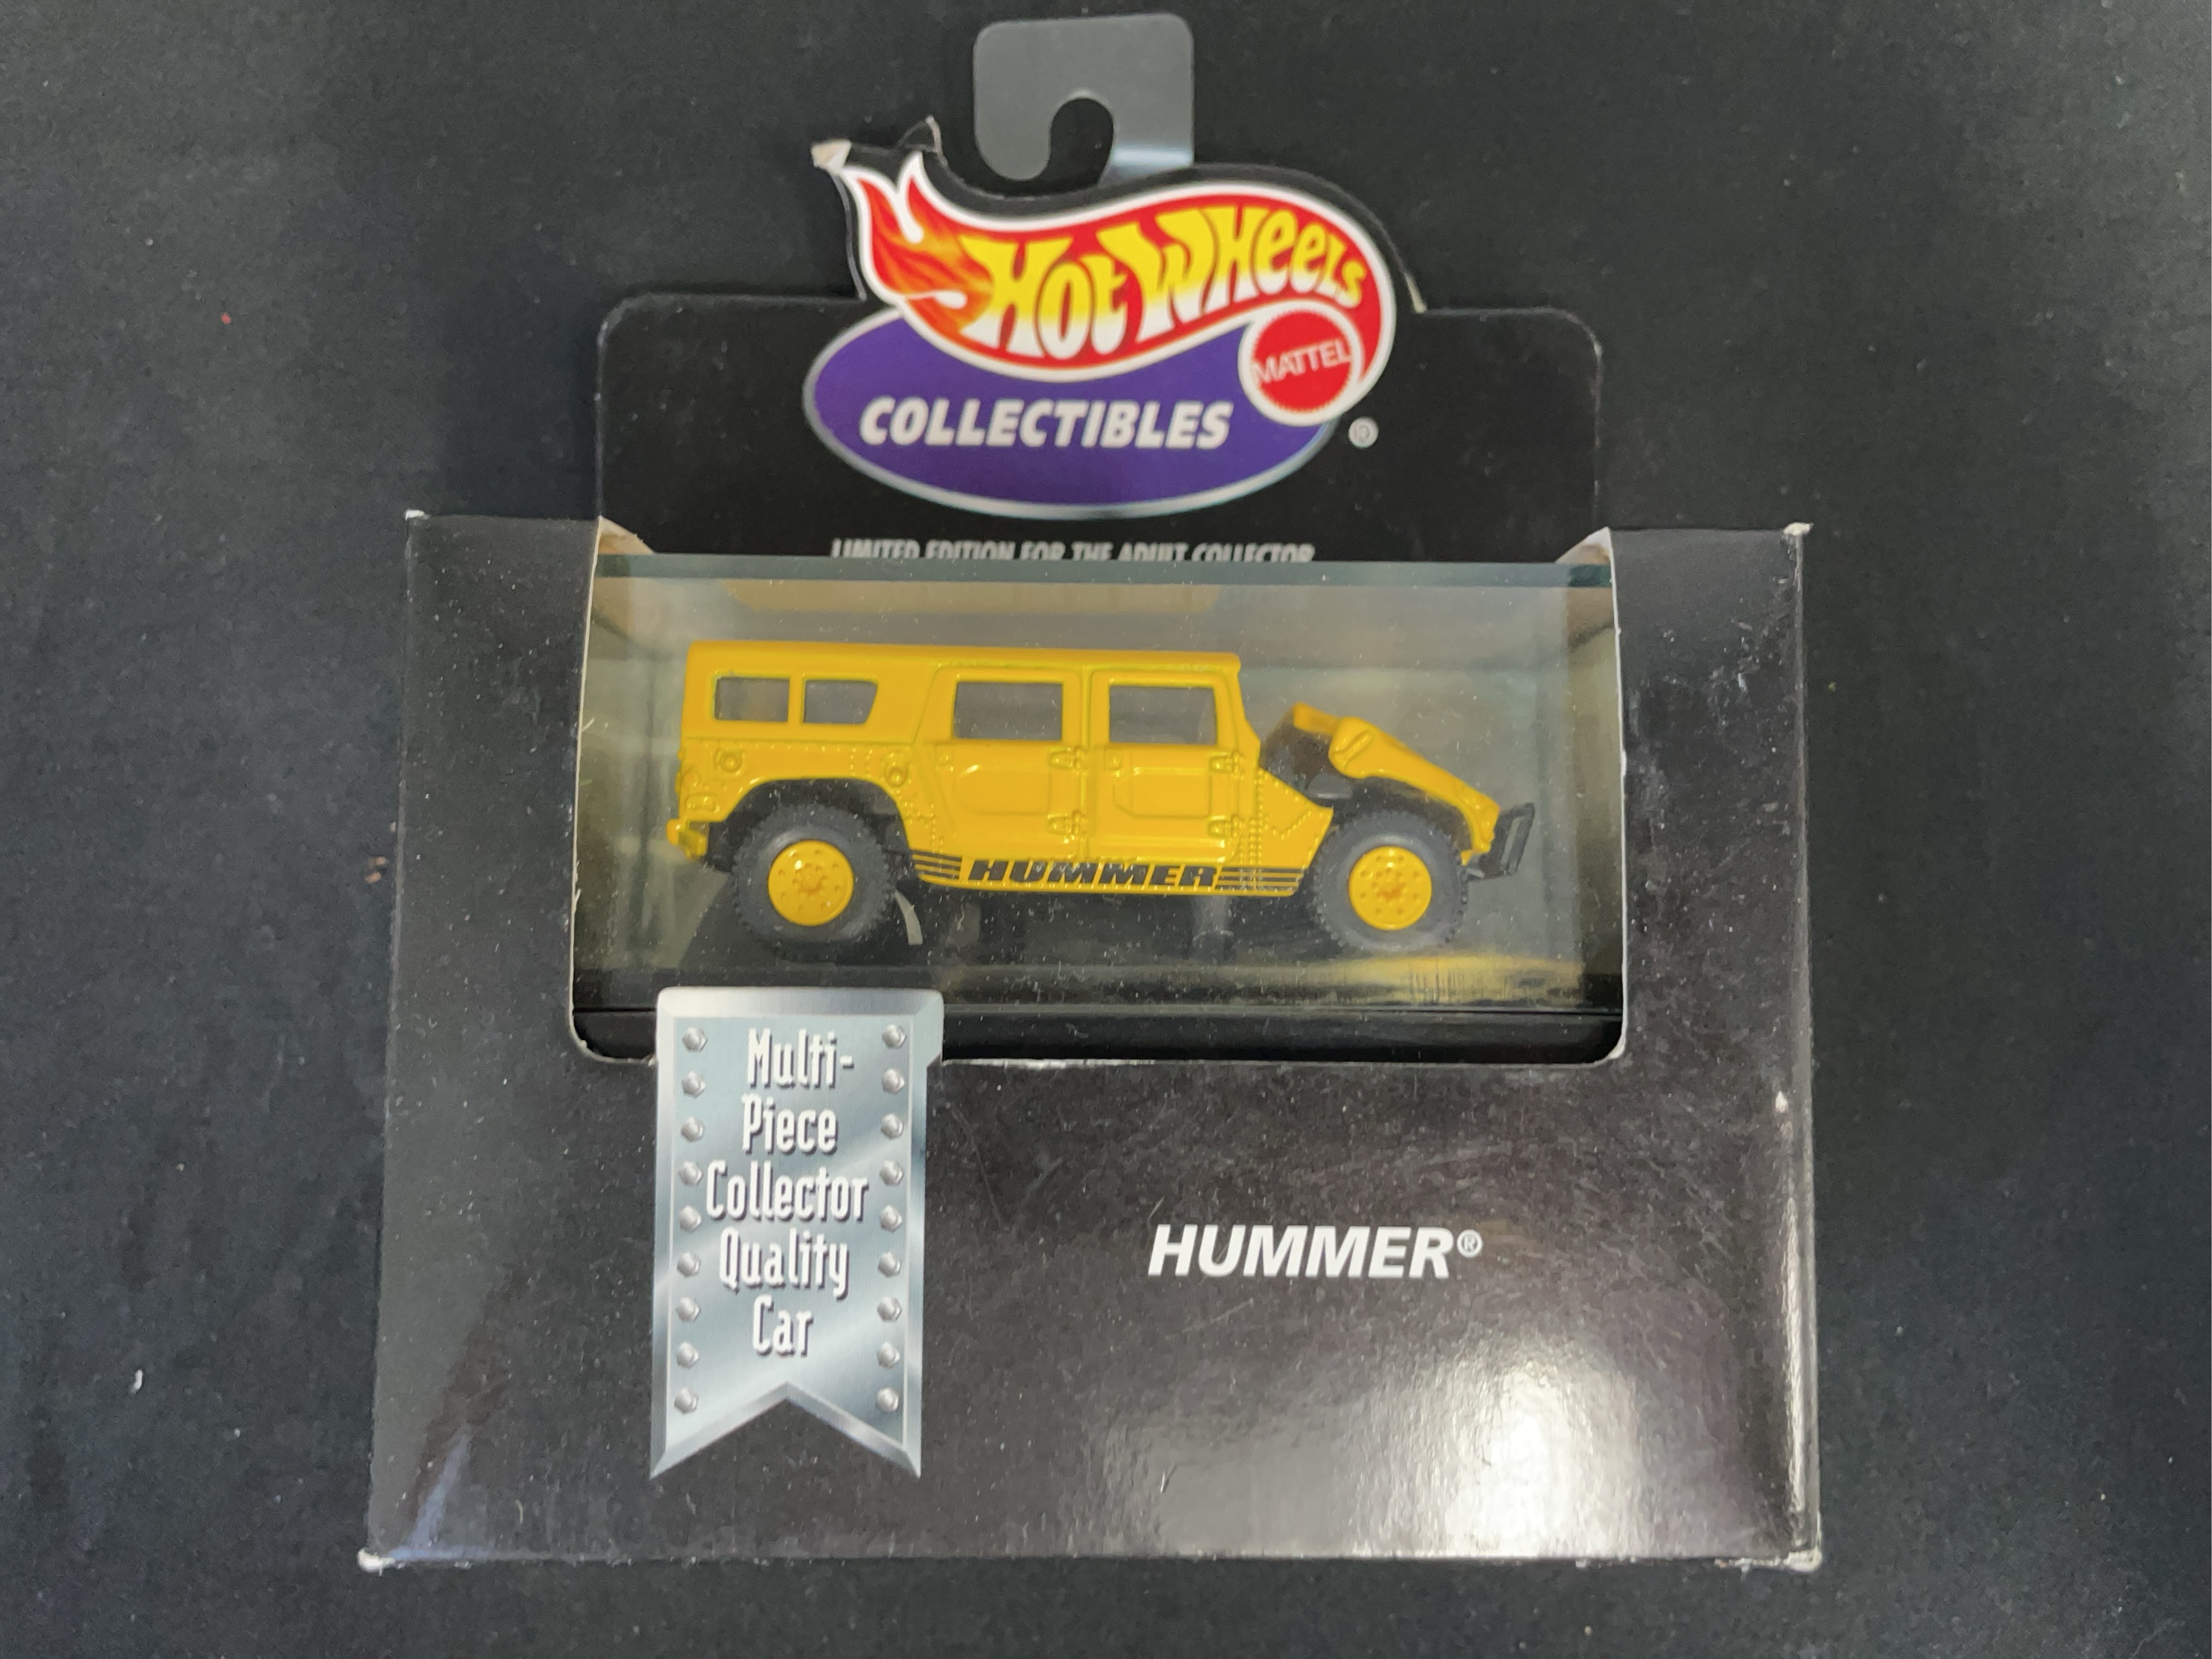 HOT WHEELS
MATTEL
COLLECTIBLES
®
LIMITED EDITION FOR THE ADULT COLLECTOR
HUMMER
Multi-
Piece
Collector
Quality
Car
HUMMER®